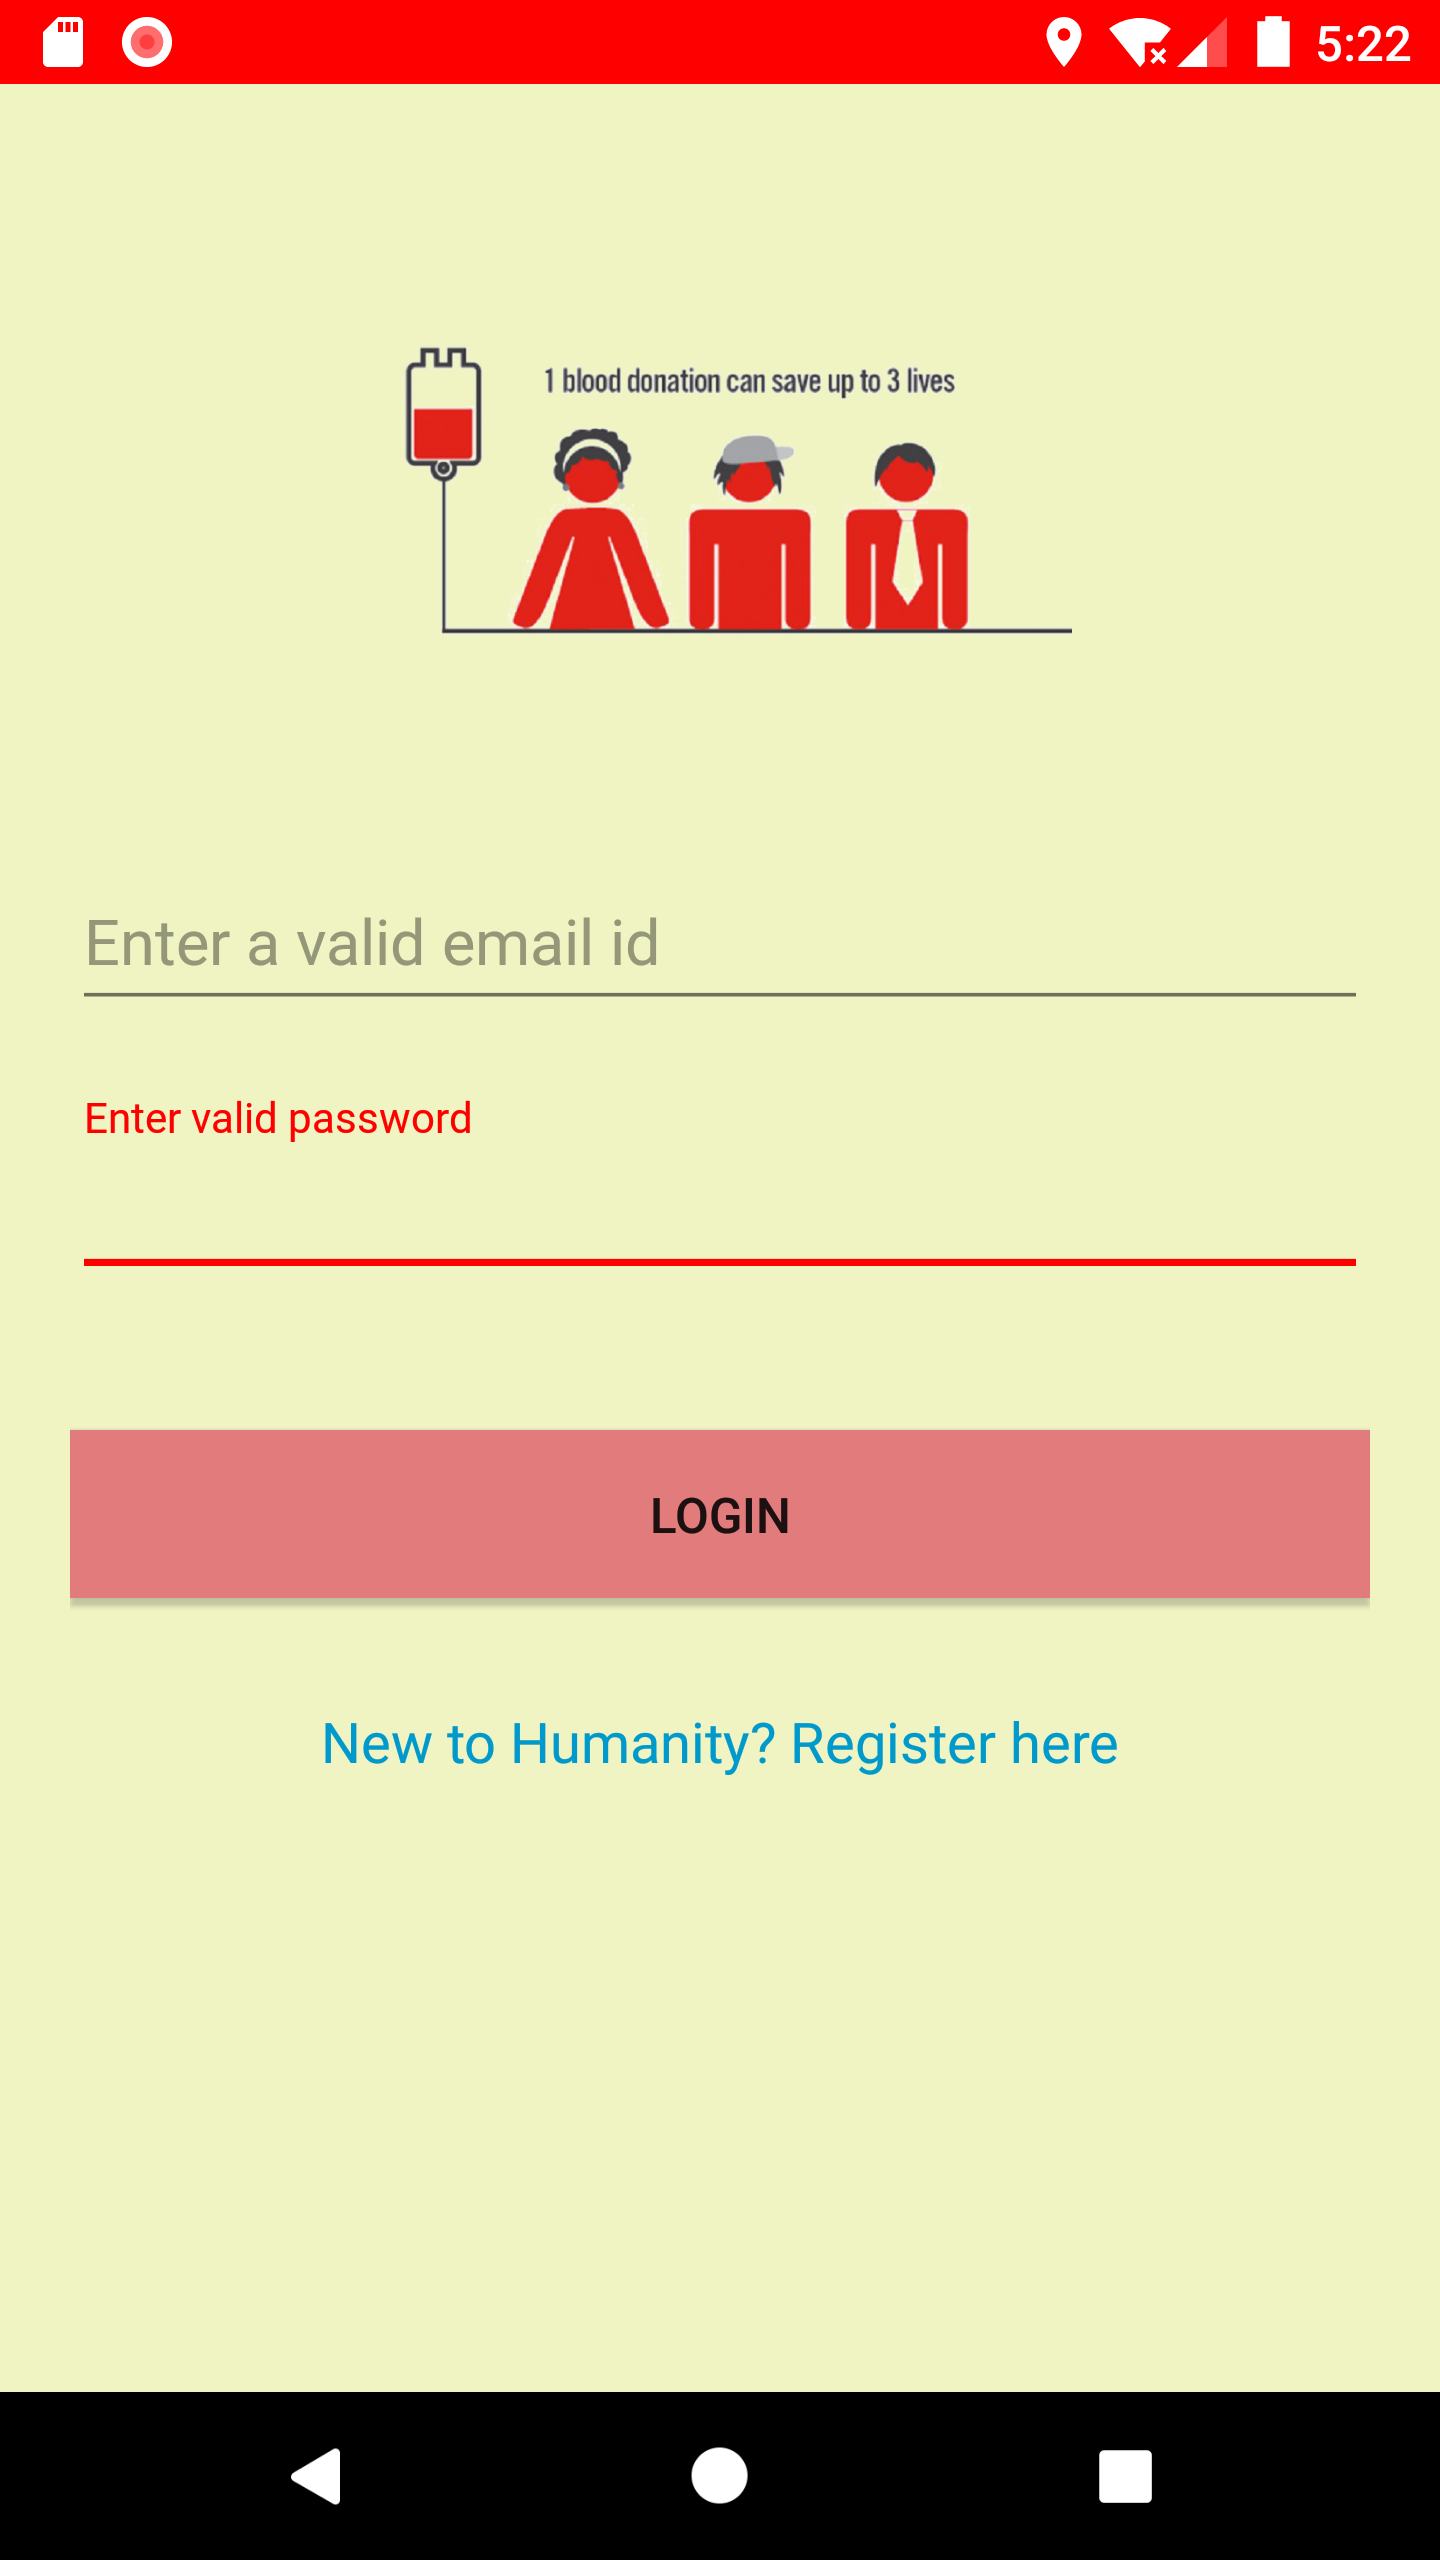 5:22
1 blood donation can save up to 3 lives
Enter a valid email id
Enter valid password
LOGIN
New to Humanity? Register here